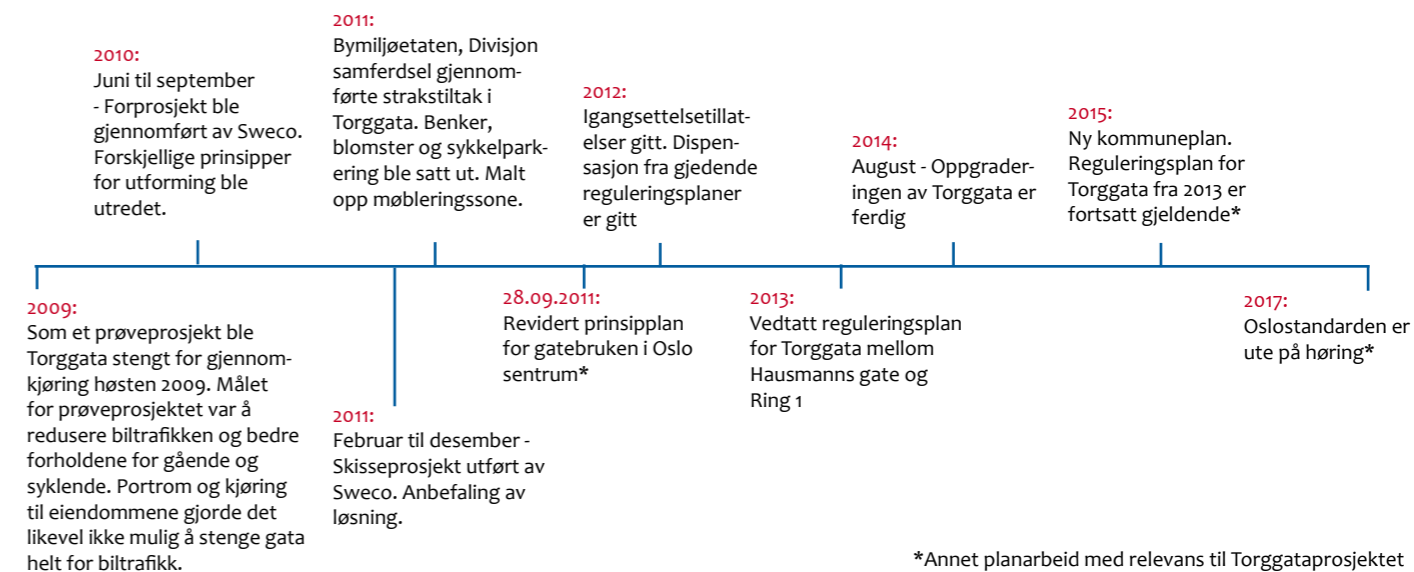 2010:
Juni til september
- Forprosjekt ble
gjennomført av Sweco.
Forskjellige prinsipper
for utforming ble
utredet.
2011:
Bymiljøetaten, Divisjon
samferdsel gjennom-
førte strakstiltak i
Torggata. Benker,
blomster og sykkelpark-
ering ble satt ut. Malt
opp møbleringssone.
2012:
Igangsettelsetillat-
elser gitt. Dispen-
sasjon fra gjedende
reguleringsplaner
er gitt
2014:
August - Oppgrader-
ingen av Torggata er
ferdig
2015:
Ny kommuneplan.
Reguleringsplan for
Torggata fra 2013 er
fortsatt gjeldende*
2009:
Som et prøveprosjekt ble
Torggata stengt for gjennom-
kjøring høsten 2009. Målet
for prøveprosjektet var å
redusere biltrafikken og bedre
forholdene for gående og
syklende. Portrom og kjøring
til eiendommene gjorde det
likevel ikke mulig å stenge gata
helt for biltrafikk.
2011:
Februar til desember -
Skisseprosjekt utført av
Sweco. Anbefaling av
løsning.
28.09.2011:
Revidert prinsipplan
for gatebruken i Oslo
sentrum*
2013:
Vedtatt reguleringsplan
for Torggata mellom
Hausmanns gate og
Ring 1
2017:
Oslostandarden er
ute på høring*
*Annet planarbeid med relevans til Torggataprosjektet